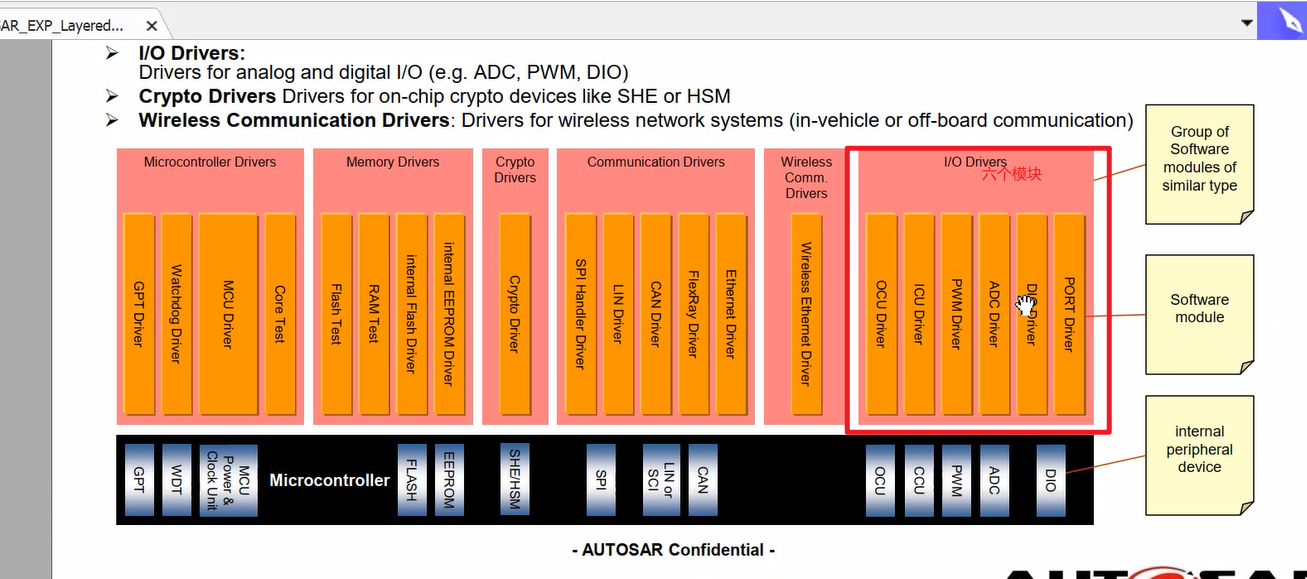 AR_EXP_Layered...
I/O Drivers:
Drivers for analog and digital I/O (e.g. ADC, PWM, DIO)
Crypto Drivers Drivers for on-chip crypto devices like SHE or HSM
Wireless Communication Drivers: Drivers for wireless network systems (in-vehicle or off-board communication)
Microcontroller Drivers
GPT Driver
Watchdog Driver
MCU Driver
Core Test
Memory Drivers
Flash Test
RAM Test
internal Flash Driver
internal EEPROM Driver
Crypto
Drivers
Crypto Driver
Communication Drivers
SPI Handler Driver
LIN Driver
CAN Driver
FlexRay Driver
Ethernet Driver
Wireless
Comm.
Drivers
Wireless Ethernet Driver
I/O Drivers
六个模块
OCU Driver
ICU Driver
PWM Driver
ADC Driver
DIO Driver
PORT Driver
Group of
Software
modules of
similar type
Software
module
internal
peripheral
device
GPT
WDT
MCU
Power &
Clock Unit
Microcontroller
FLASH
EEPROM
SHE/HSM
SPI
LIN or
SCI
CAN
OCU
CCU
PWM
ADC
DIO
- AUTOSAR Confidential -
AUTOSAR